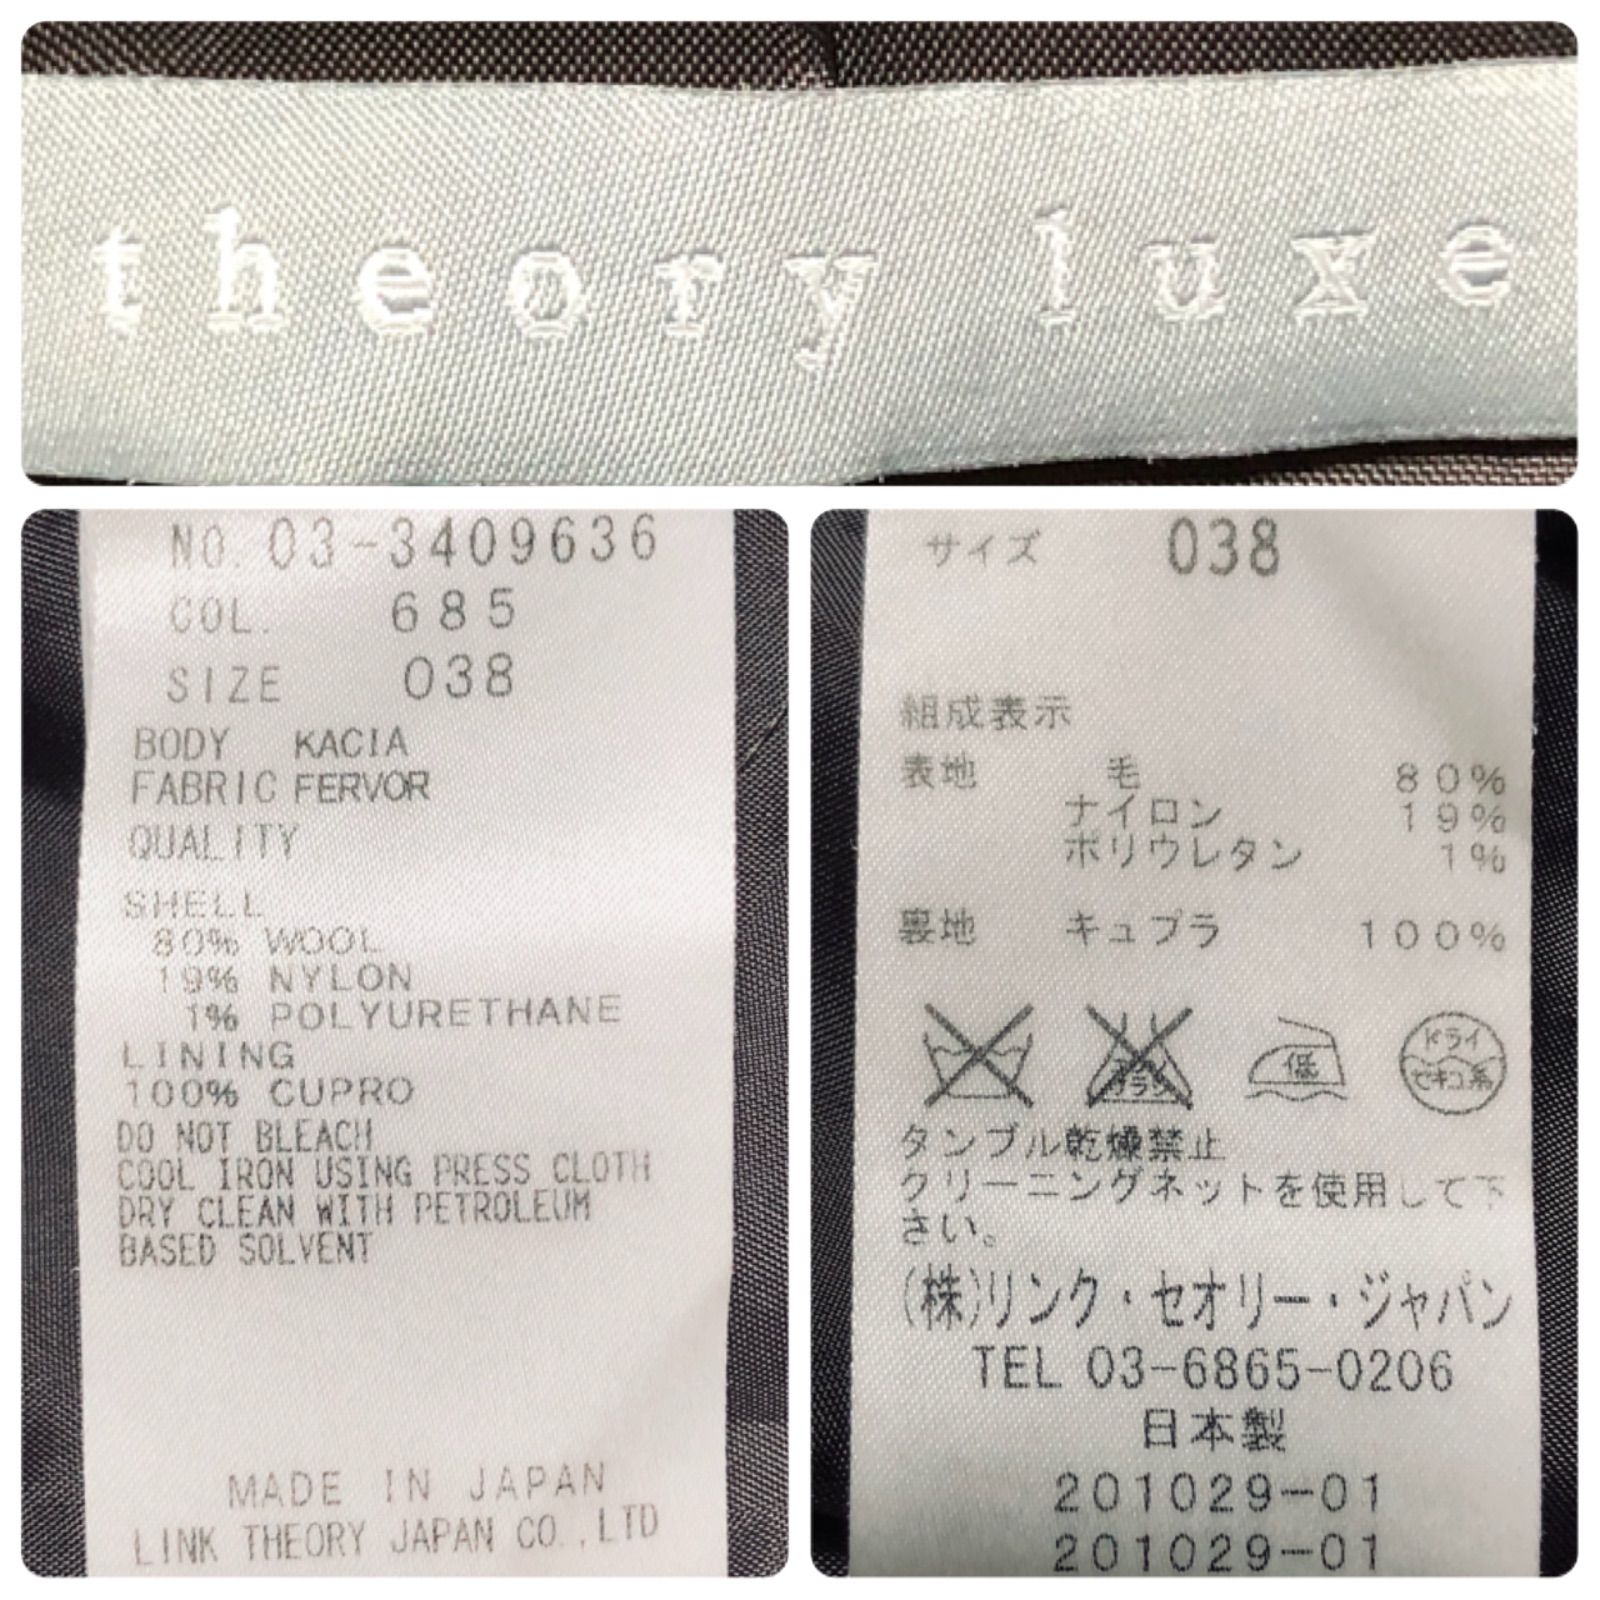 theory luxe
NO. 03-3409636
COL. 685
SIZE 038
BODY KACIA
FABRIC FERVOR
QUALITY
SHELL
80% WOOL
19% NYLON
1% POLYURETHANE
LINING
100% CUPRO
DO NOT BLEACH
COOL IRON USING PRESS CLOTH
DRY CLEAN WITH PETROLEUM
BASED SOLVENT
MADE IN JAPAN
LINK THEORY JAPAN CO.,LTD
サイズ 038
組成表示
表地 毛 80%
ナイロン 19%
ポリウレタン 1%
裏地 キュプラ 100%
低
ドライ
セキユ系
タンブル乾燥禁止
クリーニングネットを使用して下
さい。
(株)リンク・セオリー・ジャパン
TEL 03-6865-0206
日本製
201029-01
201029-01